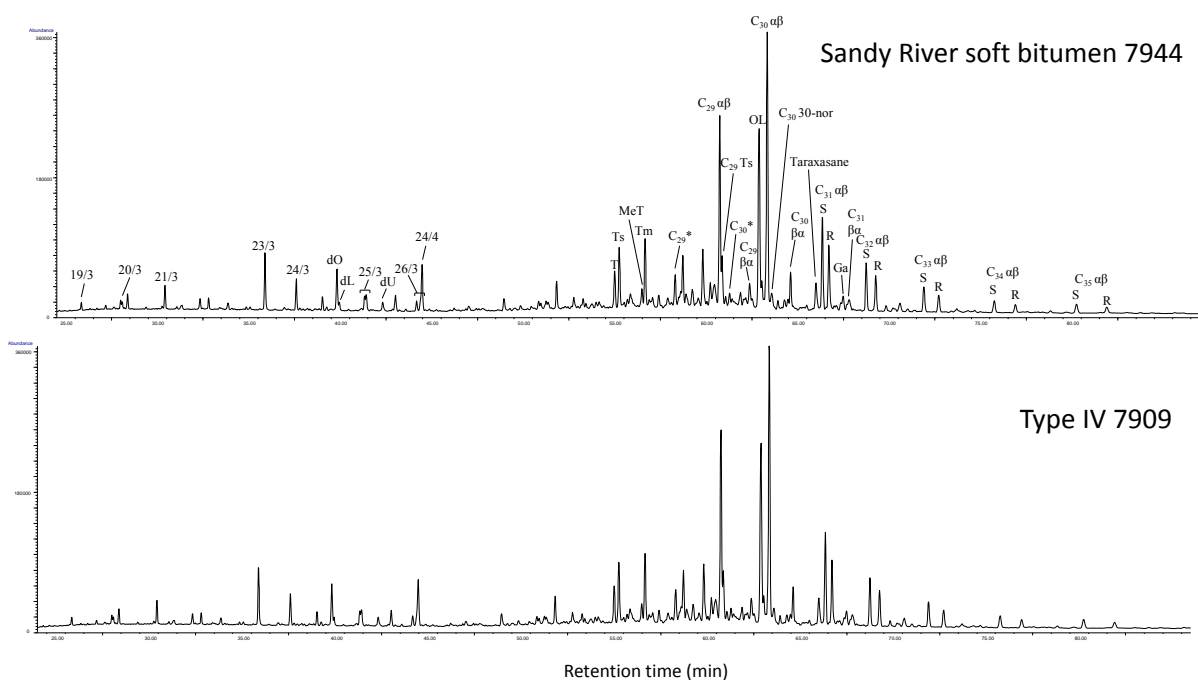 Abundance
360000
Sandy River soft bitumen 7944
C30 αβ
C29 αβ
OL
C30 30-nor
C29 Ts
Taraxasane
180000
MeT
Tm
C29*
C30*
C29
βα
C30
βα
C31 αβ
S
R
C31
βα
C32 αβ
S
R
Ga
Ts
T
23/3
24/4
24/3
dO
dL
25/3
dU
26/3
19/3
20/3
21/3
C33 αβ
S
R
C34 αβ
S
R
C35 αβ
S
R
0
25.00 30.00 35.00 40.00 45.00 50.00 55.00 60.00 65.00 70.00 75.00 80.00
Abundance
360000
Type IV 7909
180000
0
25.00 30.00 35.00 40.00 45.00 50.00 55.00 60.00 65.00 70.00 75.00 80.00
Retention time (min)